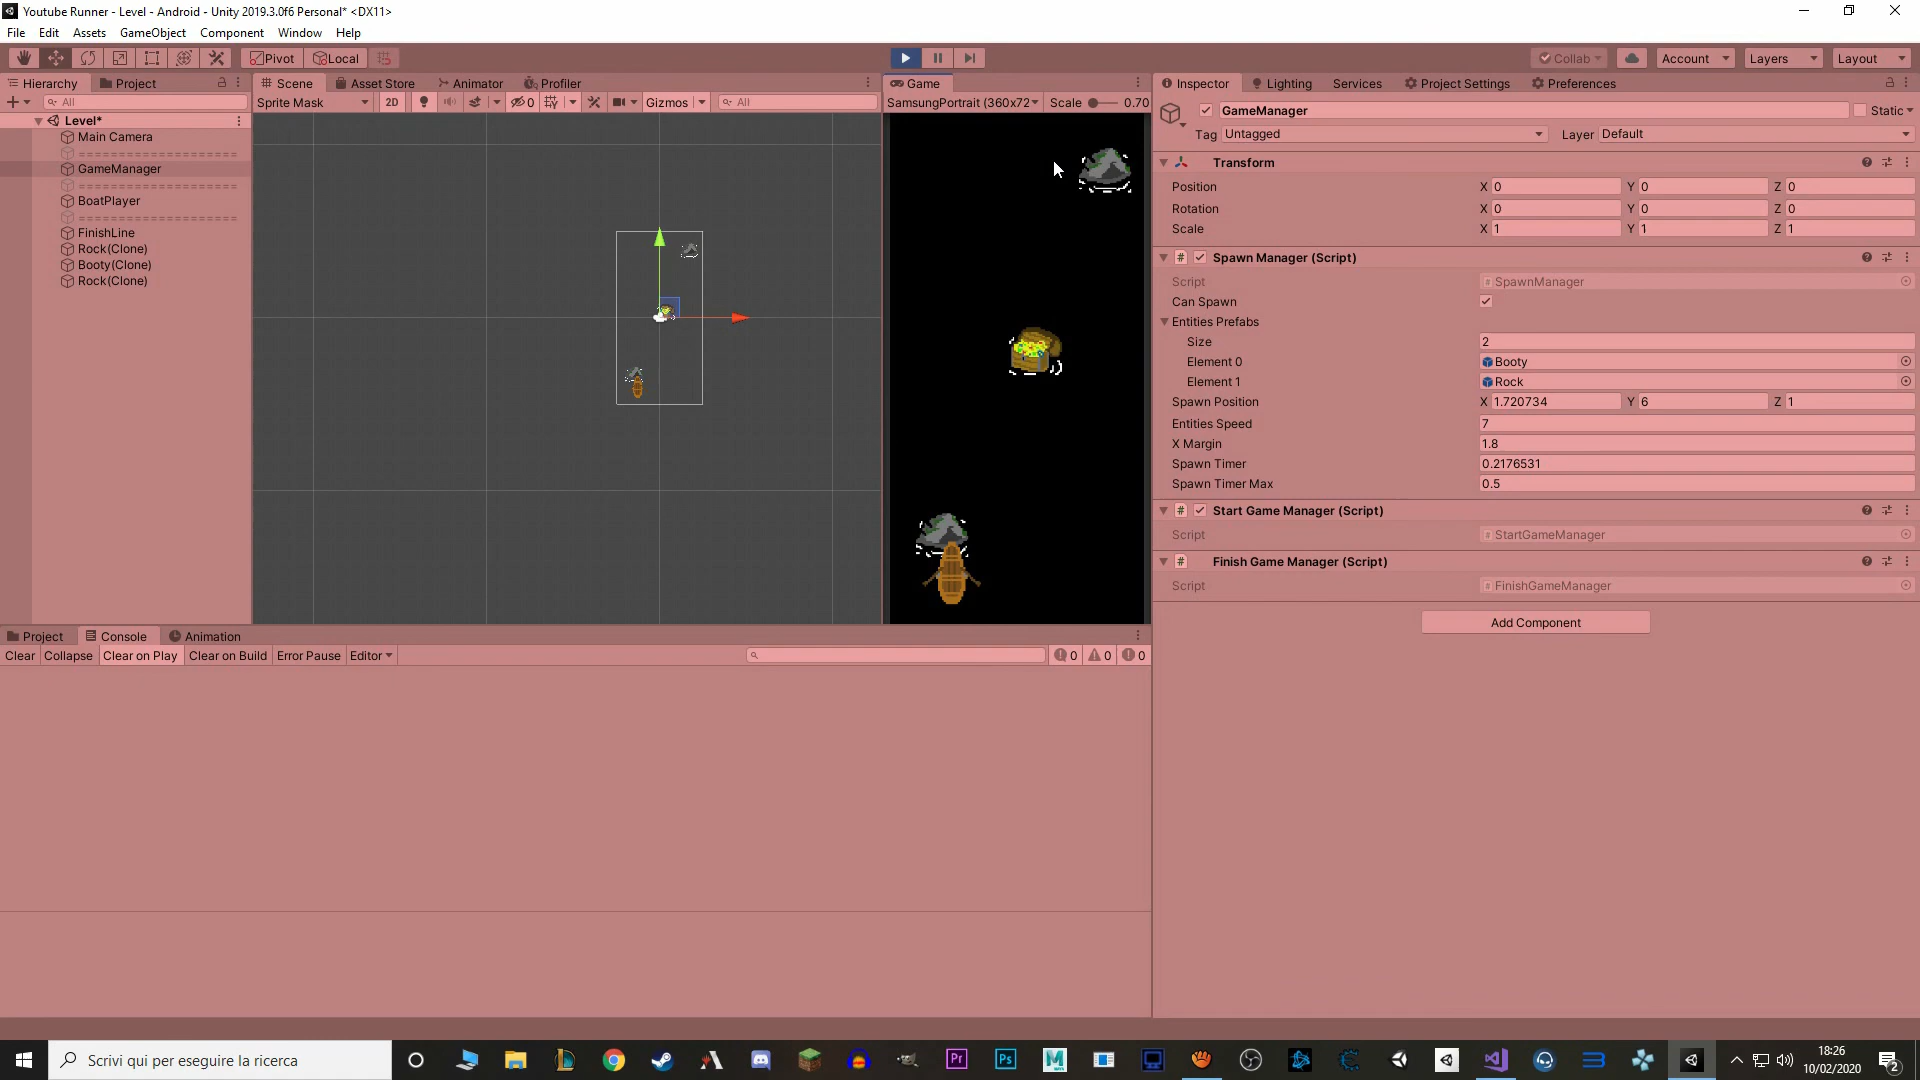 Youtube Runner - Level - Android - Unity 2019.3.0f6 Personal* <DX11>
File Edit Assets GameObject Component Window Help
Pivot Local Collab Account Layers Layout
Hierarchy Project Scene Asset Store Animator Profiler Game Inspector Lighting Services Project Settings Preferences
All Sprite Mask 2D 0 Gizmos All SamsungPortrait (360x72 Scale 0.70
Level*
Main Camera
====================
GameManager
====================
BoatPlayer
====================
FinishLine
Rock(Clone)
Booty(Clone)
Rock(Clone)
GameManager Static
Tag Untagged Layer Default
Transform
Position X 0 Y 0 Z 0
Rotation X 0 Y 0 Z 0
Scale X 1 Y 1 Z 1
# Spawn Manager (Script)
Script SpawnManager
Can Spawn
Entities Prefabs
Size 2
Element 0 Booty
Element 1 Rock
Spawn Position X 1.720734 Y 6 Z 1
Entities Speed 7
X Margin 1.8
Spawn Timer 0.2176531
Spawn Timer Max 0.5
# Start Game Manager (Script)
Script StartGameManager
# Finish Game Manager (Script)
Script FinishGameManager
Add Component
Project Console Animation
Clear Collapse Clear on Play Clear on Build Error Pause Editor 0 0 0
Scrivi qui per eseguire la ricerca
Pr Ps M
18:26
10/02/2020
2